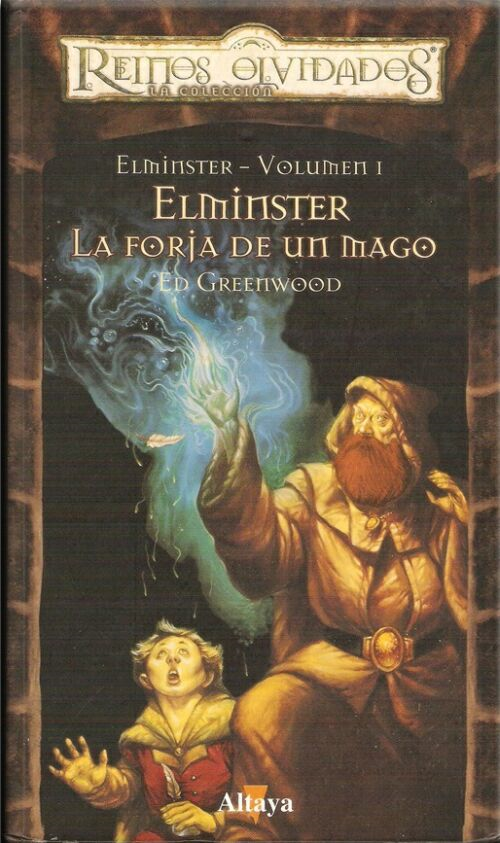 REINOS OLVIDADOS®
LA COLECCIÓN
ELMINSTER – VOLUMEN I
ELMINSTER
LA FORJA DE UN MAGO
ED GREENWOOD
Altaya